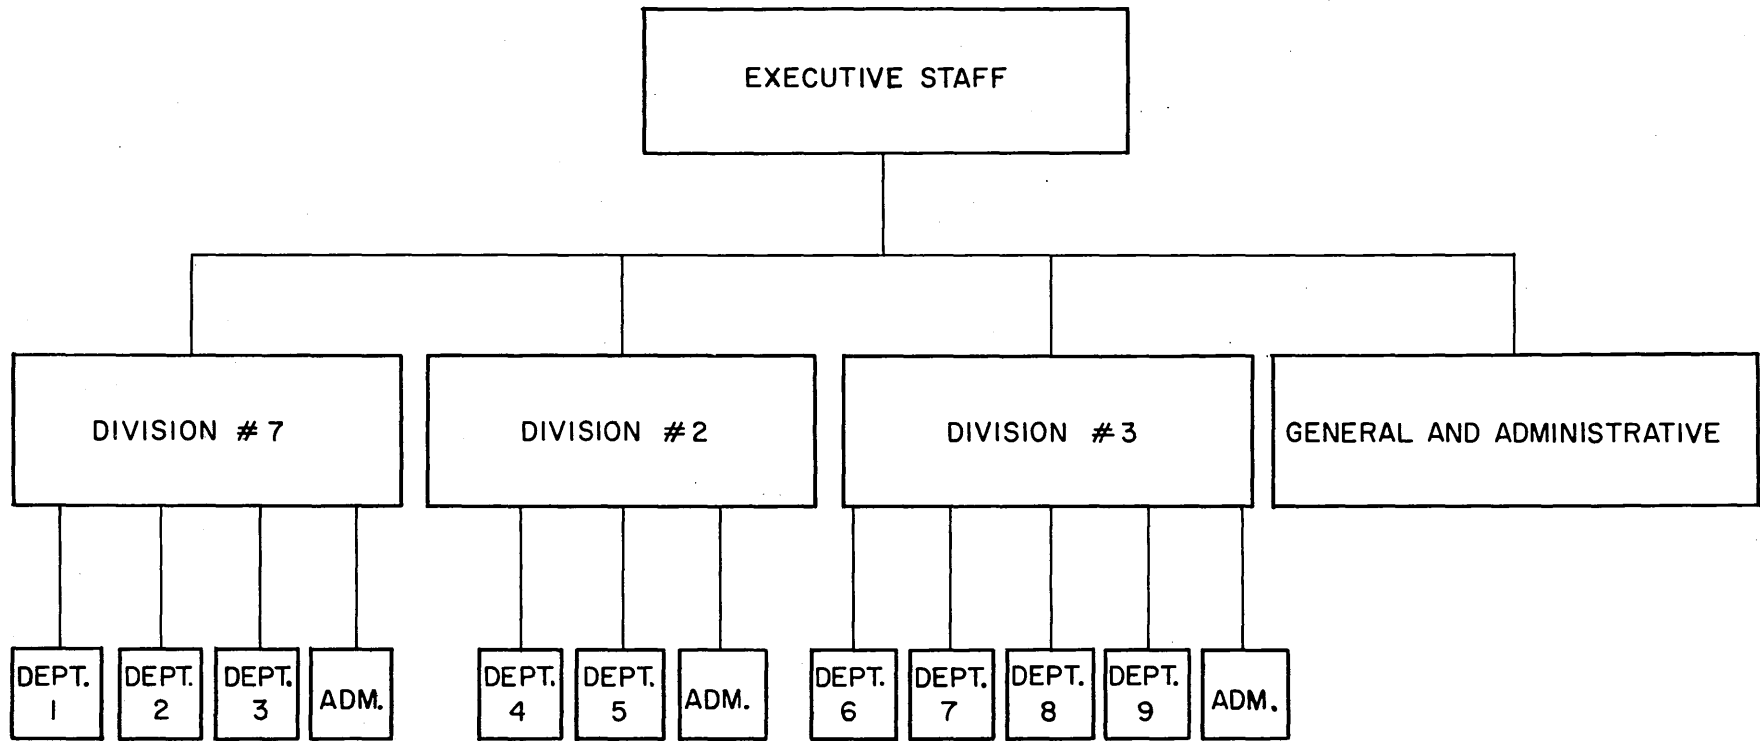 EXECUTIVE STAFF
DIVISION #7
DIVISION #2
DIVISION #3
GENERAL AND ADMINISTRATIVE
DEPT.
1
DEPT.
2
DEPT.
3
ADM.
DEPT.
4
DEPT.
5
ADM.
DEPT.
6
DEPT.
7
DEPT.
8
DEPT.
9
ADM.